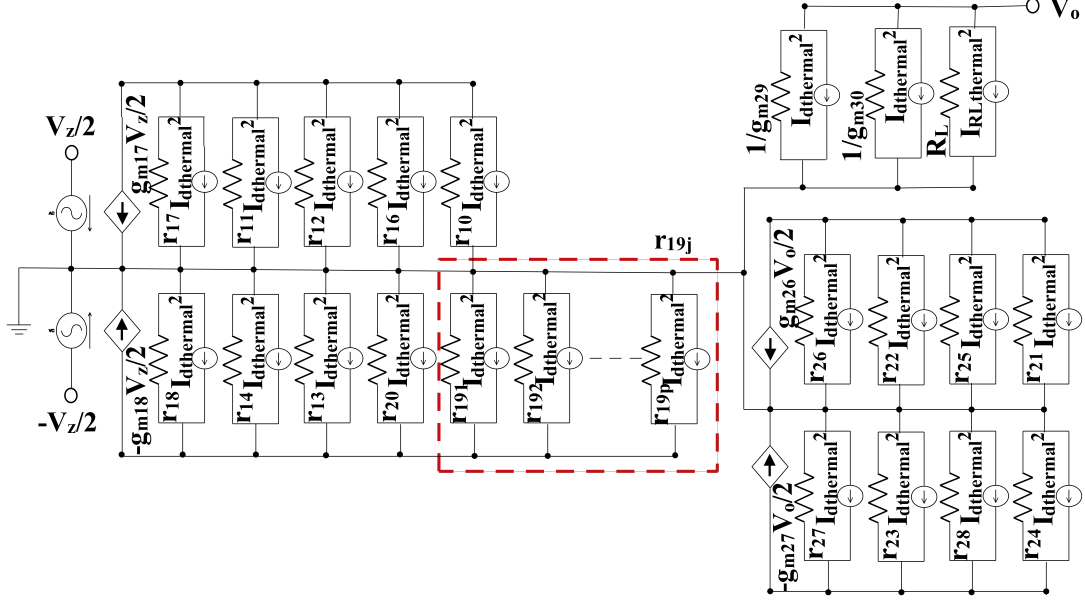 Vo
1/gm29
Idthermal2
1/gm30
Idthermal2
RL
IRLthermal2
Vz/2
gm17Vz/2
r17
Idthermal2
r11
Idthermal2
r12
Idthermal2
r16
Idthermal2
r10
Idthermal2
r19j
-gm18Vz/2
r18
Idthermal2
r14
Idthermal2
r13
Idthermal2
r20
Idthermal2
r191
Idthermal2
r192
Idthermal2
r19p
Idthermal2
-Vz/2
gm26Vo/2
r26
Idthermal2
r22
Idthermal2
r25
Idthermal2
r21
Idthermal2
-gm27Vo/2
r27
Idthermal2
r23
Idthermal2
r28
Idthermal2
r24
Idthermal2